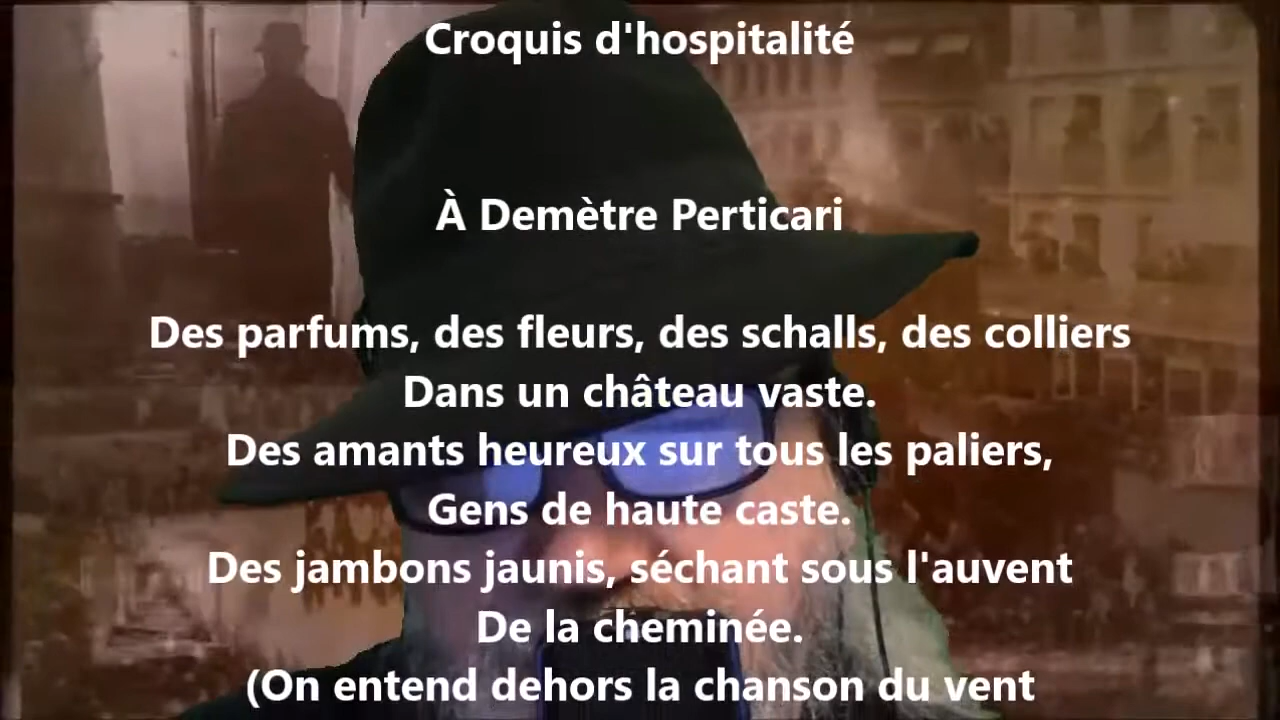 Croquis d'hospitalité
À Demètre Perticari
Des parfums, des fleurs, des schalls, des colliers
Dans un château vaste.
Des amants heureux sur tous les paliers,
Gens de haute caste.
Des jambons jaunis, séchant sous l'auvent
De la cheminée.
(On entend dehors la chanson du vent